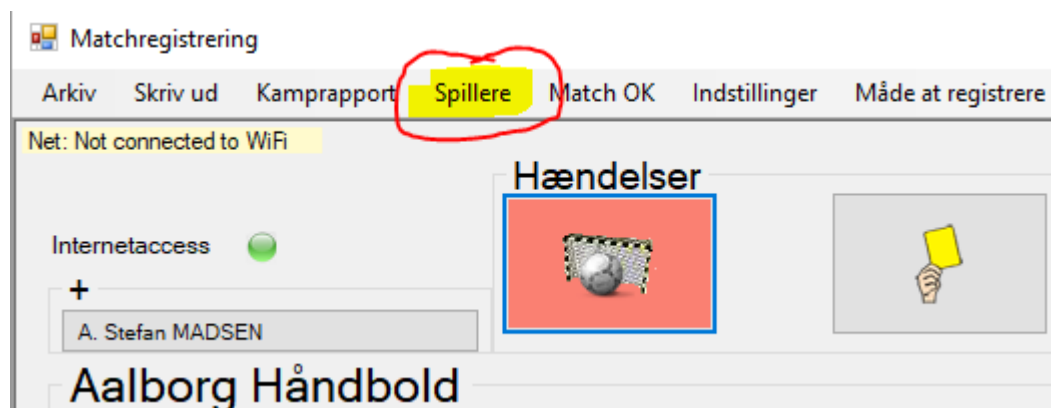 Matchregistrering
Arkiv Skriv ud Kamprapport Spillere Match OK Indstillinger Måde at registrere
Net: Not connected to WiFi
Hændelser
Internetaccess
+
A. Stefan MADSEN
Aalborg Håndbold